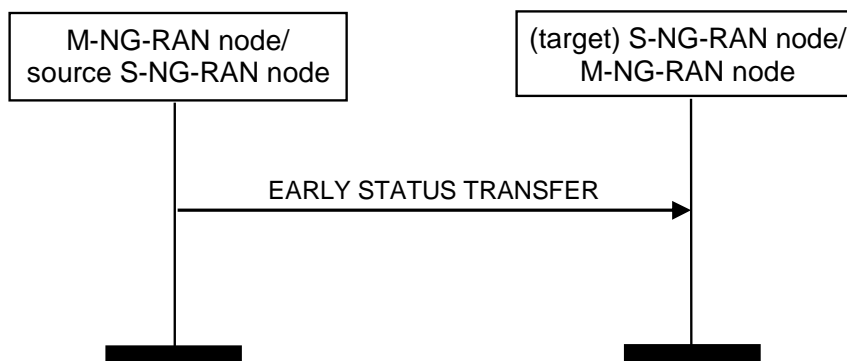 M-NG-RAN node/
source S-NG-RAN node
(target) S-NG-RAN node/
M-NG-RAN node
EARLY STATUS TRANSFER